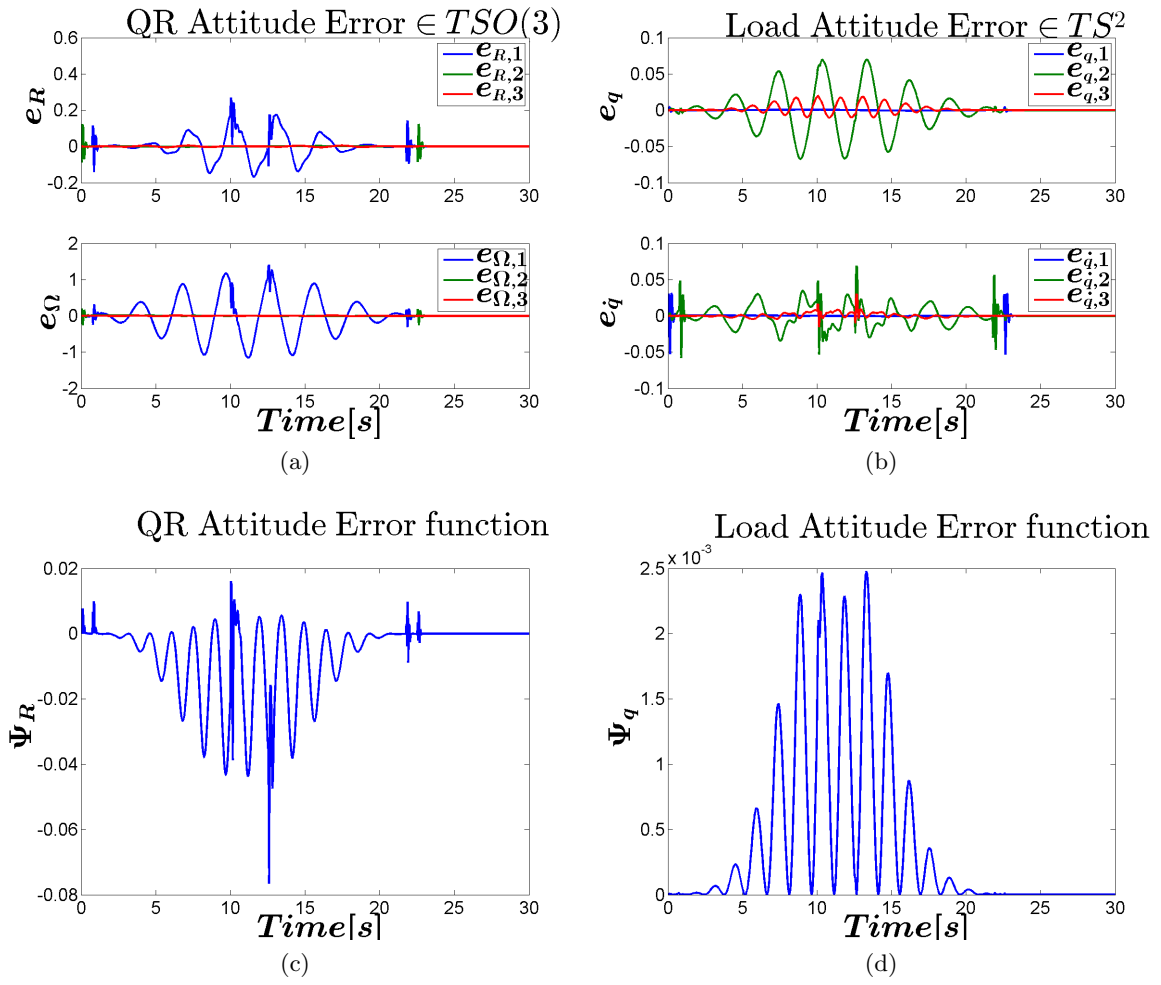 QR Attitude Error ∈ TSO(3)
0.6
0.4
0.2
0
-0.2
e_R
e_{R,1}
e_{R,2}
e_{R,3}
0 5 10 15 20 25 30
2
1
0
-1
-2
e_Ω
e_{Ω,1}
e_{Ω,2}
e_{Ω,3}
0 5 10 15 20 25 30
Time[s]
(a)
Load Attitude Error ∈ TS²
0.1
0.05
0
-0.05
-0.1
e_q
e_{q,1}
e_{q,2}
e_{q,3}
0 5 10 15 20 25 30
0.1
0.05
0
-0.05
-0.1
e_q̇
e_{q̇,1}
e_{q̇,2}
e_{q̇,3}
0 5 10 15 20 25 30
Time[s]
(b)
QR Attitude Error function
0.02
0
-0.02
-0.04
-0.06
-0.08
Ψ_R
0 5 10 15 20 25 30
Time[s]
(c)
Load Attitude Error function
x 10⁻³
2.5
2
1.5
1
0.5
0
Ψ_q
0 5 10 15 20 25 30
Time[s]
(d)